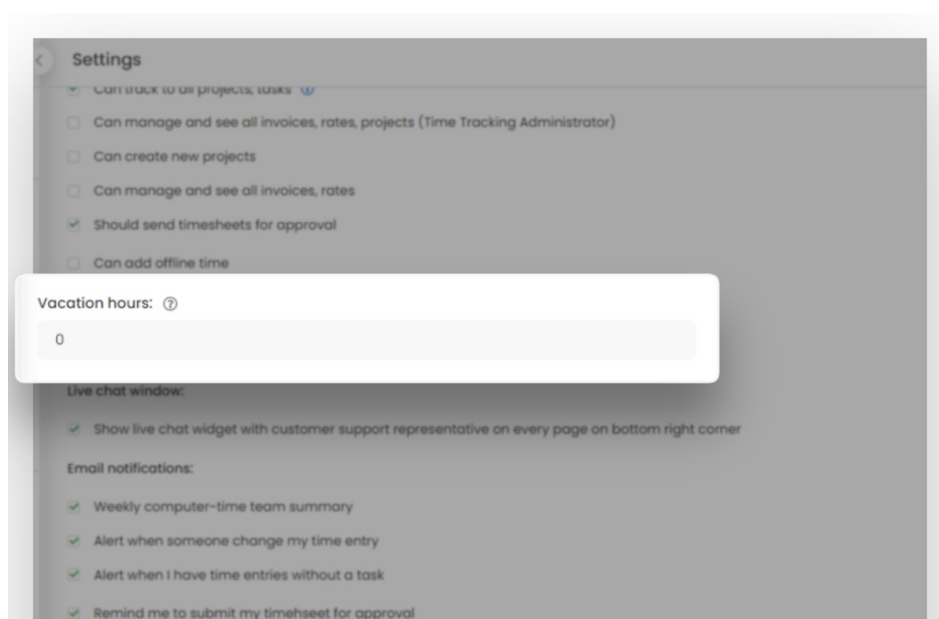 Settings
Can track to all projects, tasks
Can manage and see all invoices, rates, projects (Time Tracking Administrator)
Can create new projects
Can manage and see all invoices, rates
Should send timesheets for approval
Can add offline time
Vacation hours: ?
0
Live chat window:
Show live chat widget with customer support representative on every page on bottom right corner
Email notifications:
Weekly computer-time team summary
Alert when someone change my time entry
Alert when I have time entries without a task
Remind me to submit my timehseet for approval